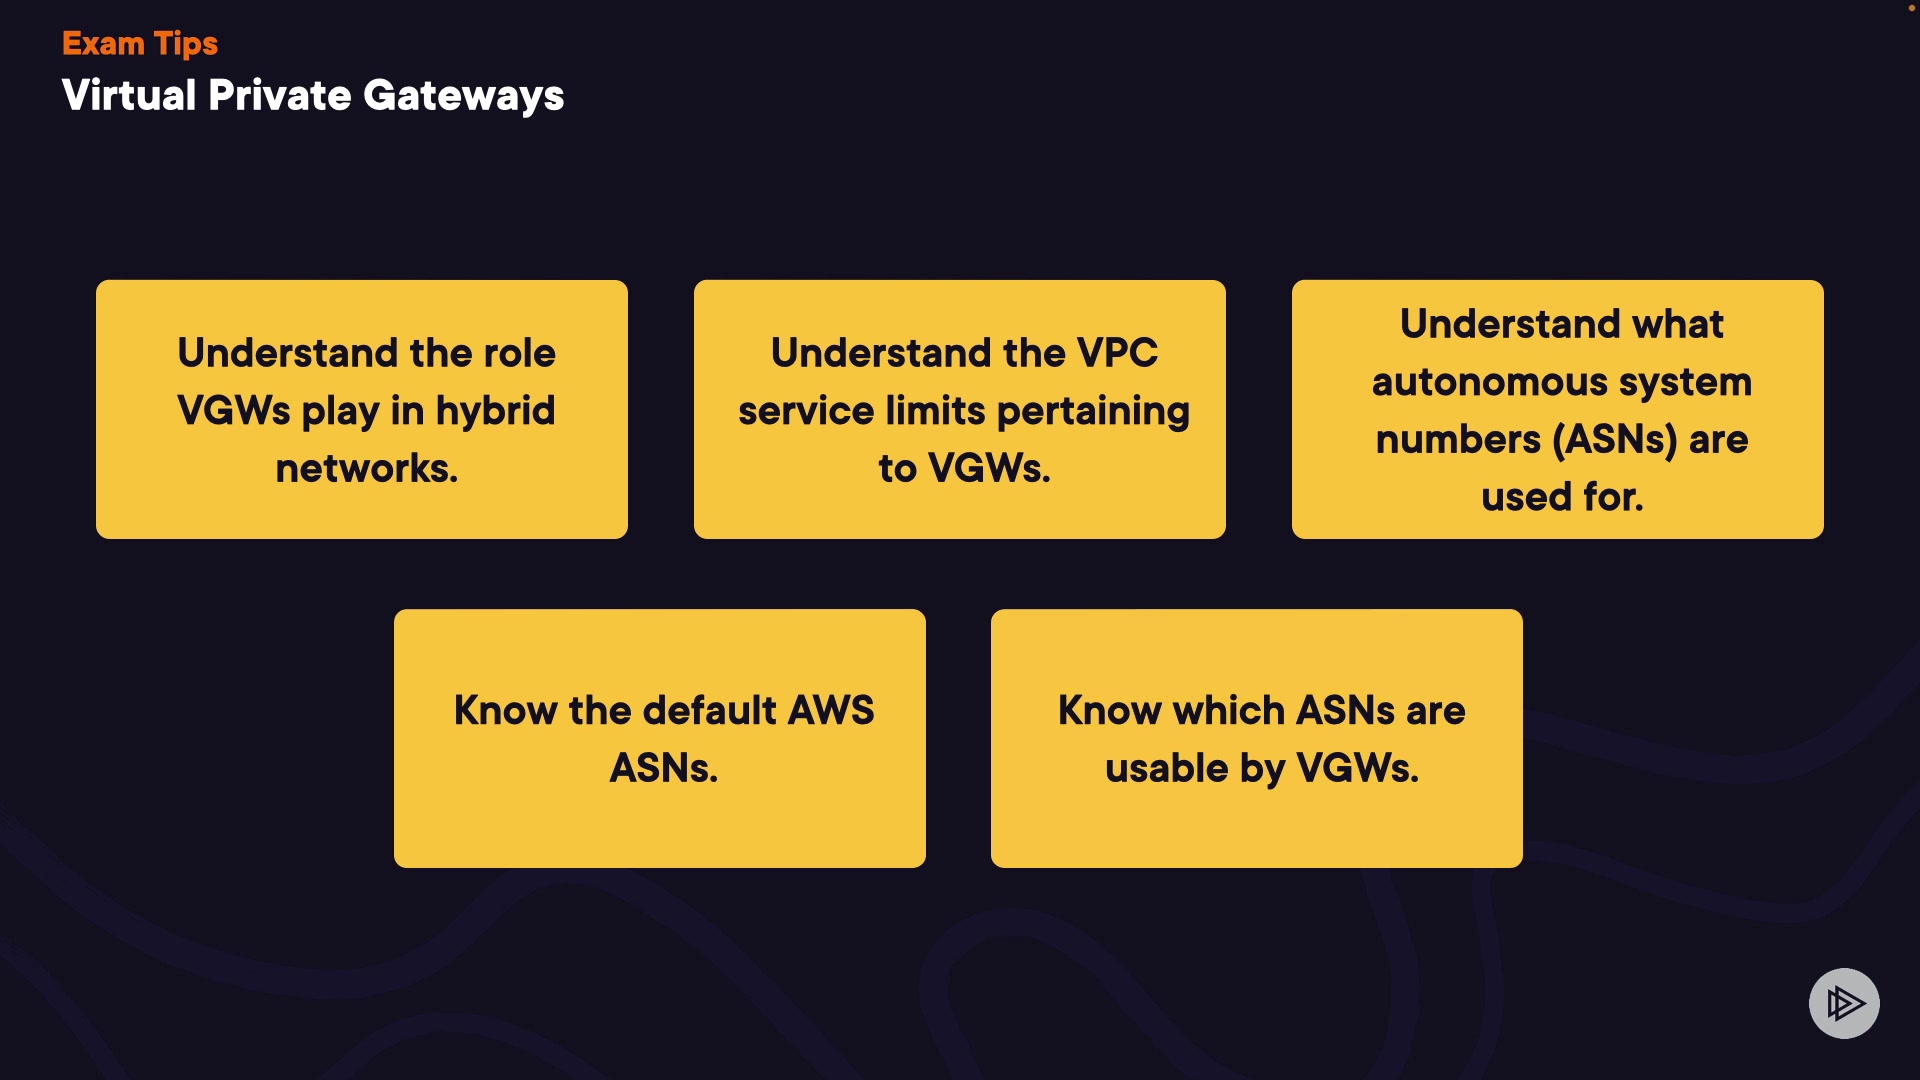 Exam Tips
Virtual Private Gateways
Understand the role
VGWs play in hybrid
networks.
Understand the VPC
service limits pertaining
to VGWs.
Understand what
autonomous system
numbers (ASNs) are
used for.
Know the default AWS
ASNs.
Know which ASNs are
usable by VGWs.